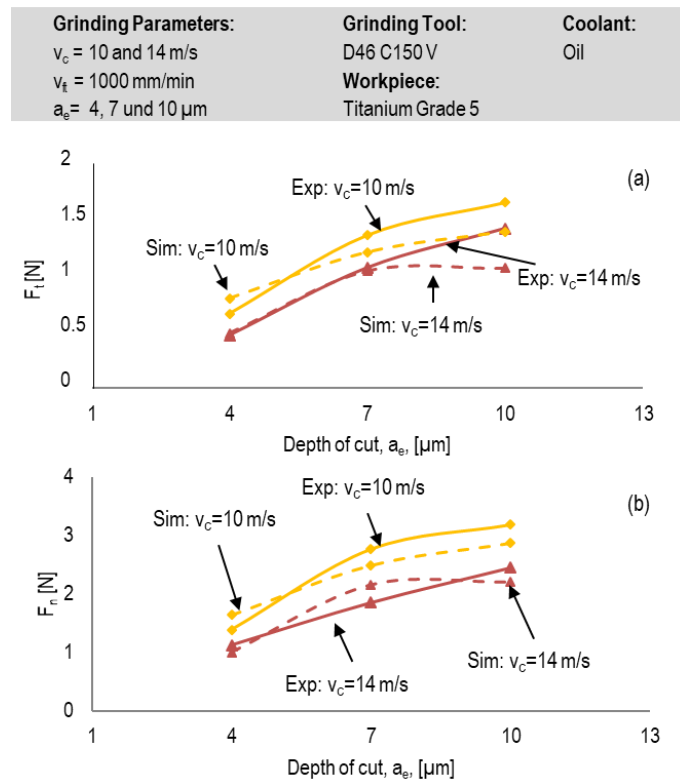 Grinding Parameters: Grinding Tool: Coolant:
v_c = 10 and 14 m/s D46 C150 V Oil
v_ft = 1000 mm/min Workpiece:
a_e= 4, 7 und 10 µm Titanium Grade 5
2
(a)
Exp: v_c=10 m/s
1.5
Sim: v_c=10 m/s
F_t [N]
1
Exp: v_c=14 m/s
0.5
Sim: v_c=14 m/s
0
1 4 7 10 13
Depth of cut, a_e, [µm]
4
Exp: v_c=10 m/s (b)
Sim: v_c=10 m/s
3
F_n [N]
2
1
Sim: v_c=14 m/s
Exp: v_c=14 m/s
0
1 4 7 10 13
Depth of cut, a_e, [µm]